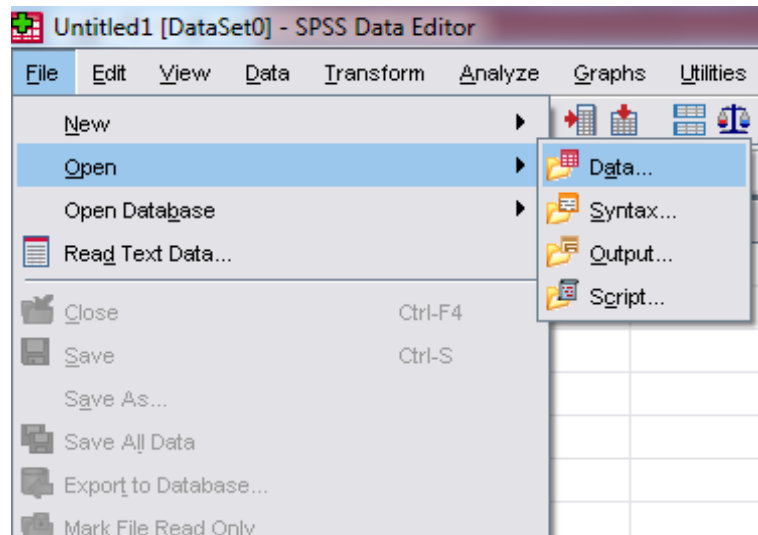 Untitled1 [DataSet0] - SPSS Data Editor
File Edit View Data Transform Analyze Graphs Utilities
New
Open
Open Database
Read Text Data...
Close Ctrl-F4
Save Ctrl-S
Save As...
Save All Data
Export to Database...
Mark File Read Only
Data...
Syntax...
Output...
Script...